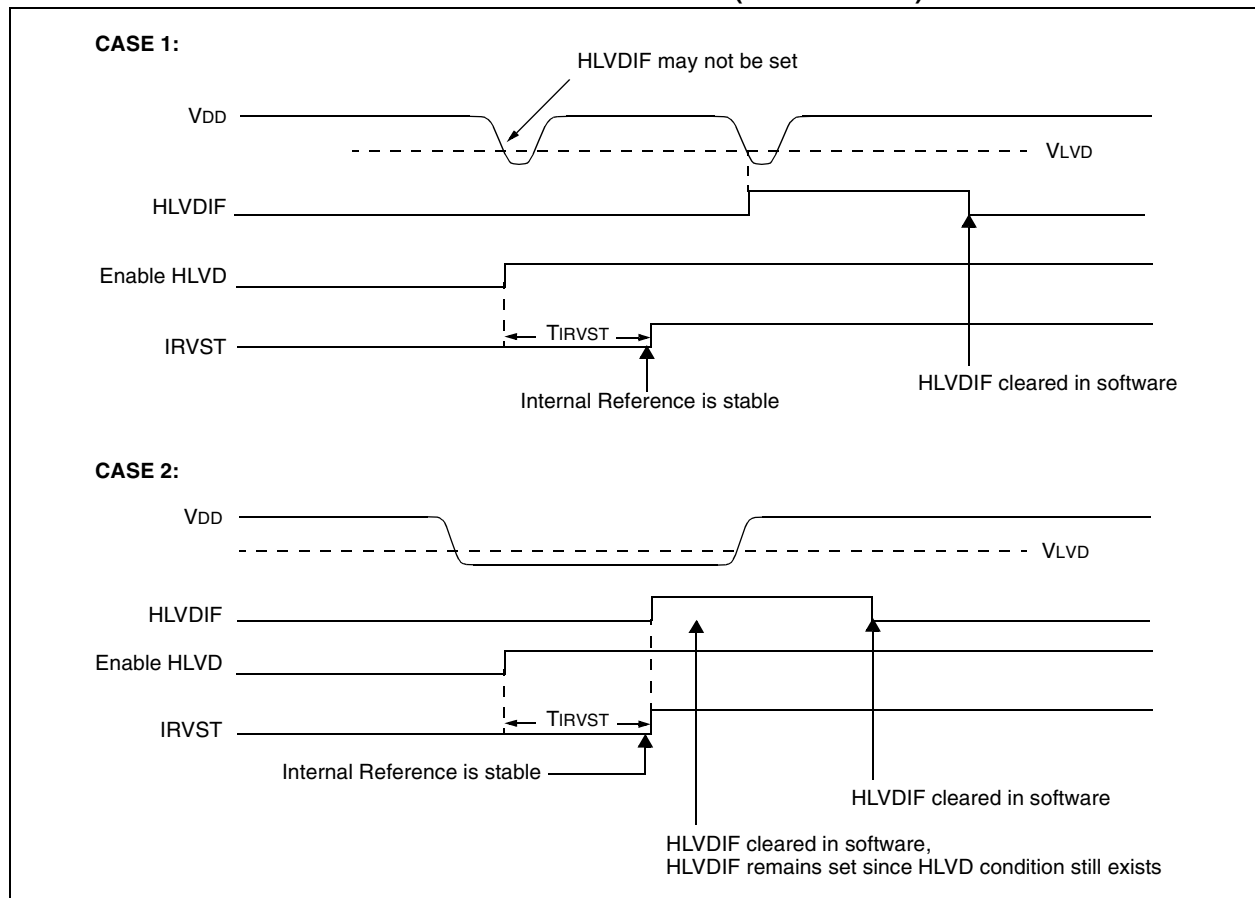 CASE 1:
HLVDIF may not be set
VDD
VLVD
HLVDIF
Enable HLVD
TIRVST
IRVST
HLVDIF cleared in software
Internal Reference is stable
CASE 2:
VDD
VLVD
HLVDIF
Enable HLVD
TIRVST
IRVST
Internal Reference is stable
HLVDIF cleared in software
HLVDIF cleared in software,
HLVDIF remains set since HLVD condition still exists